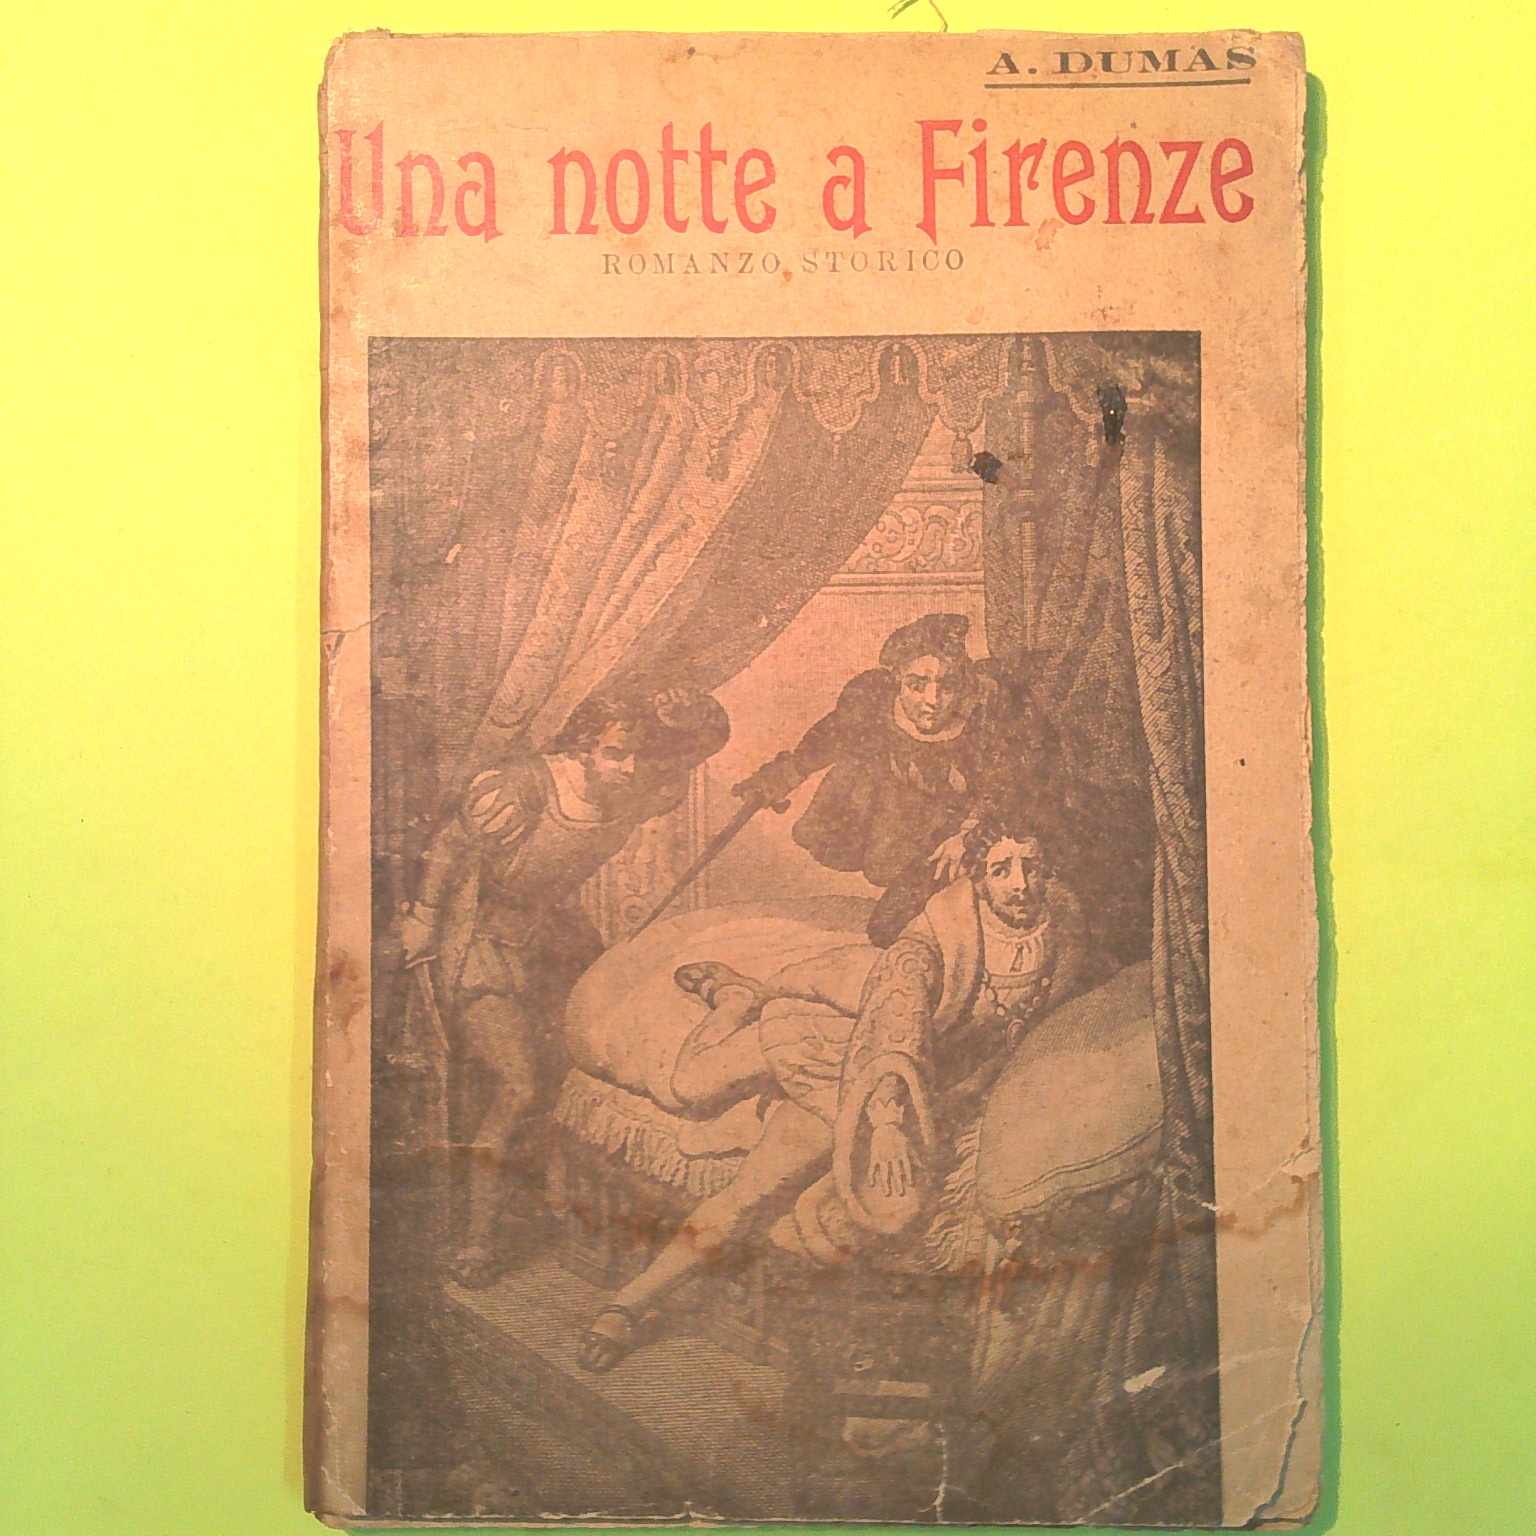 A. DUMAS
Una notte a Firenze
ROMANZO STORICO